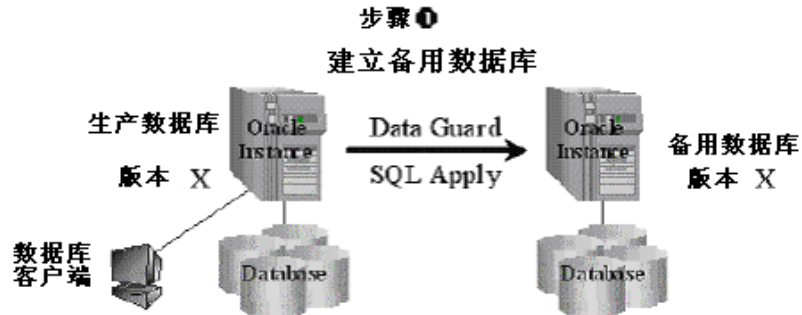 步骤❶
建立备用数据库
生产数据库
版本 X
Oracle
Instance
Data Guard
SQL Apply
Oracle
Instance
备用数据库
版本 X
数据库
客户端
Database
Database